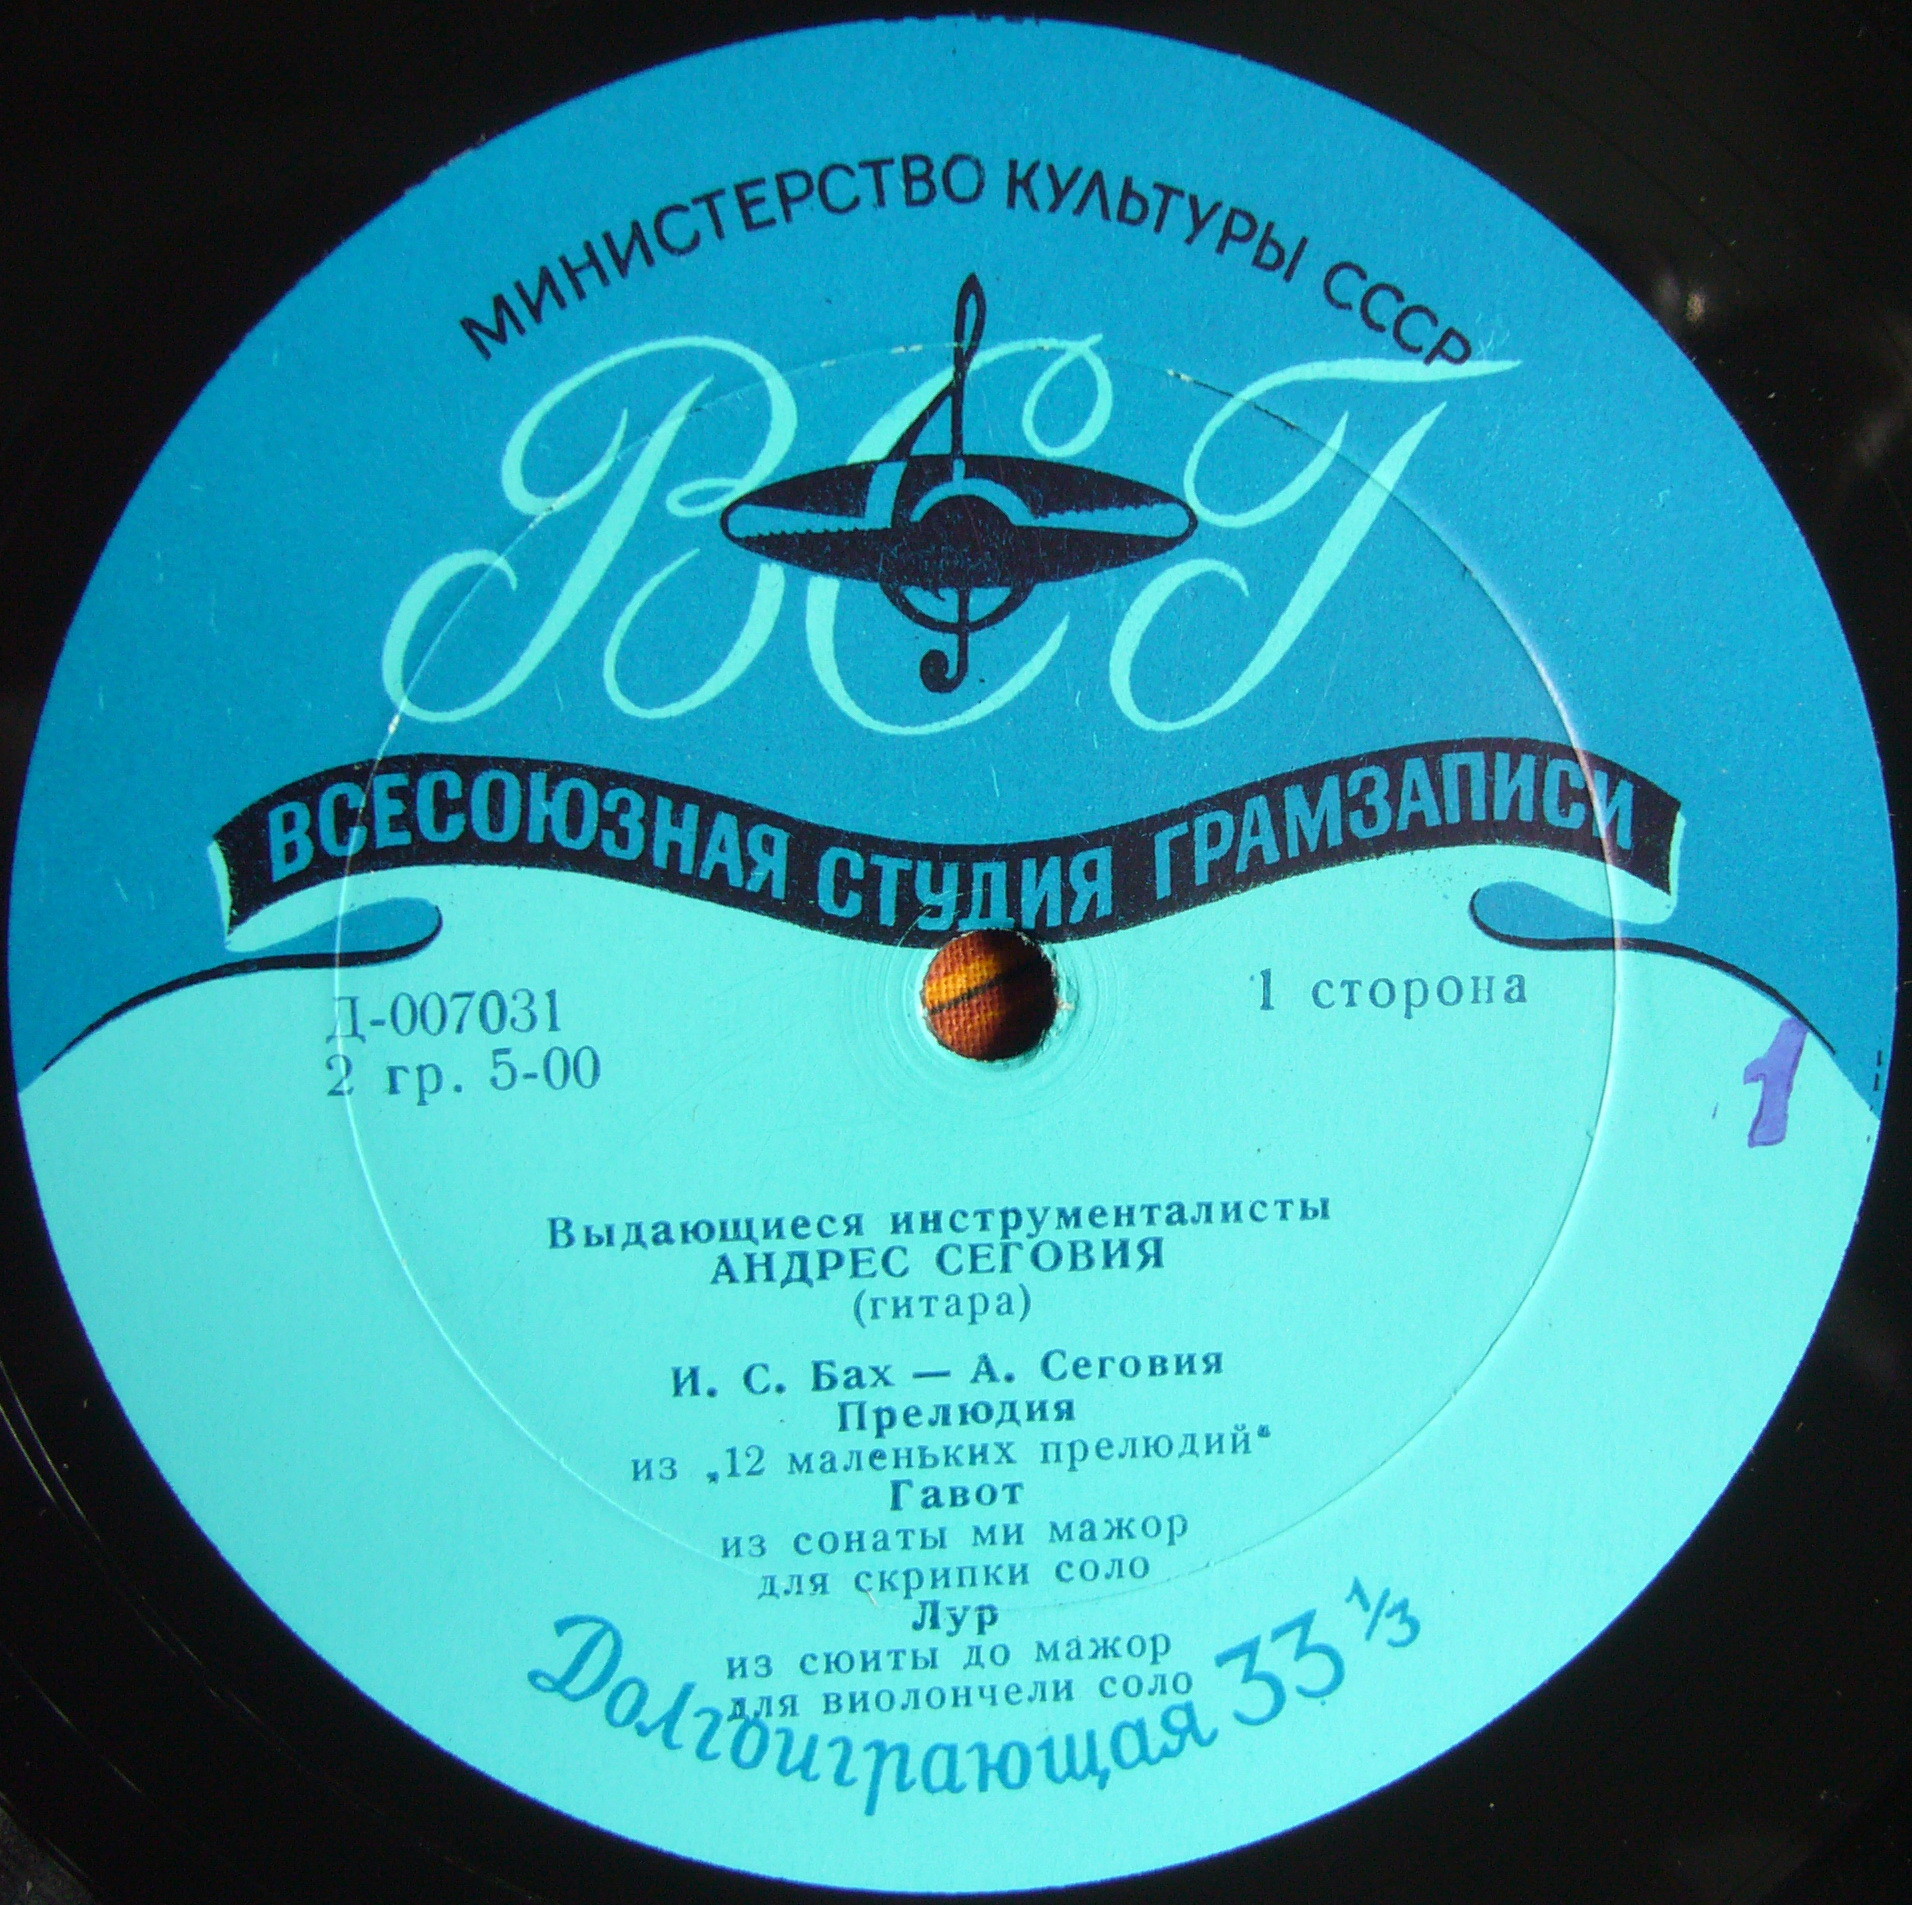 МИНИСТЕРСТВО КУЛЬТУРЫ СССР
ВСГ
ВСЕСОЮЗНАЯ СТУДИЯ ГРАМЗАПИСИ
Д-007031
2 гр. 5-00
1 сторона
1
Выдающиеся инструменталисты
АНДРЕС СЕГОВИЯ
(гитара)
И. С. Бах — А. Сеговия
Прелюдия
из „12 маленьких прелюдий“
Гавот
из сонаты ми мажор
для скрипки соло
Лур
из сюиты до мажор
для виолончели соло
Долгоиграющая 33 1/3